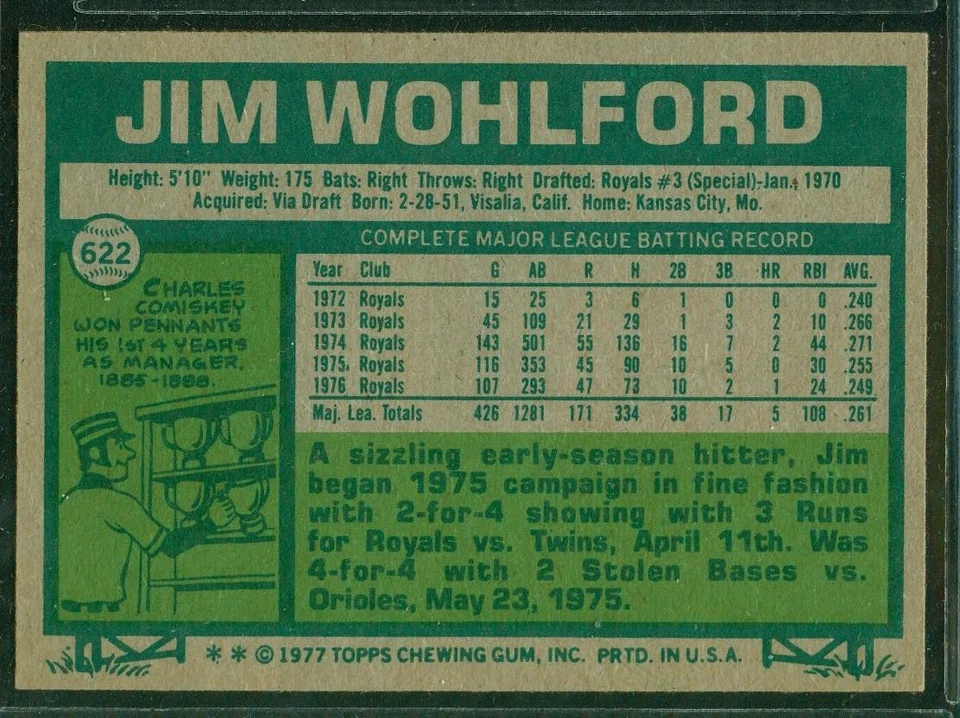 JIM WOHLFORD
Height: 5'10" Weight: 175 Bats: Right Throws: Right Drafted: Royals #3 (Special)-Jan., 1970
Acquired: Via Draft Born: 2-28-51, Visalia, Calif. Home: Kansas City, Mo.
622
CHARLES
COMISKEY
WON PENNANTS
HIS 1ST 4 YEARS
AS MANAGER.
1885-1888.
COMPLETE MAJOR LEAGUE BATTING RECORD
Year Club G AB R H 2B 3B HR RBI AVG.
1972 Royals 15 25 3 6 1 0 0 0 .240
1973 Royals 45 109 21 29 1 3 2 10 .266
1974 Royals 143 501 55 136 16 7 2 44 .271
1975 Royals 116 353 45 90 10 5 0 30 .255
1976 Royals 107 293 47 73 10 2 1 24 .249
Maj. Lea. Totals 426 1281 171 334 38 17 5 108 .261
A sizzling early-season hitter, Jim
began 1975 campaign in fine fashion
with 2-for-4 showing with 3 Runs
for Royals vs. Twins, April 11th. Was
4-for-4 with 2 Stolen Bases vs.
Orioles, May 23, 1975.
* * © 1977 TOPPS CHEWING GUM, INC. PRTD. IN U.S.A.